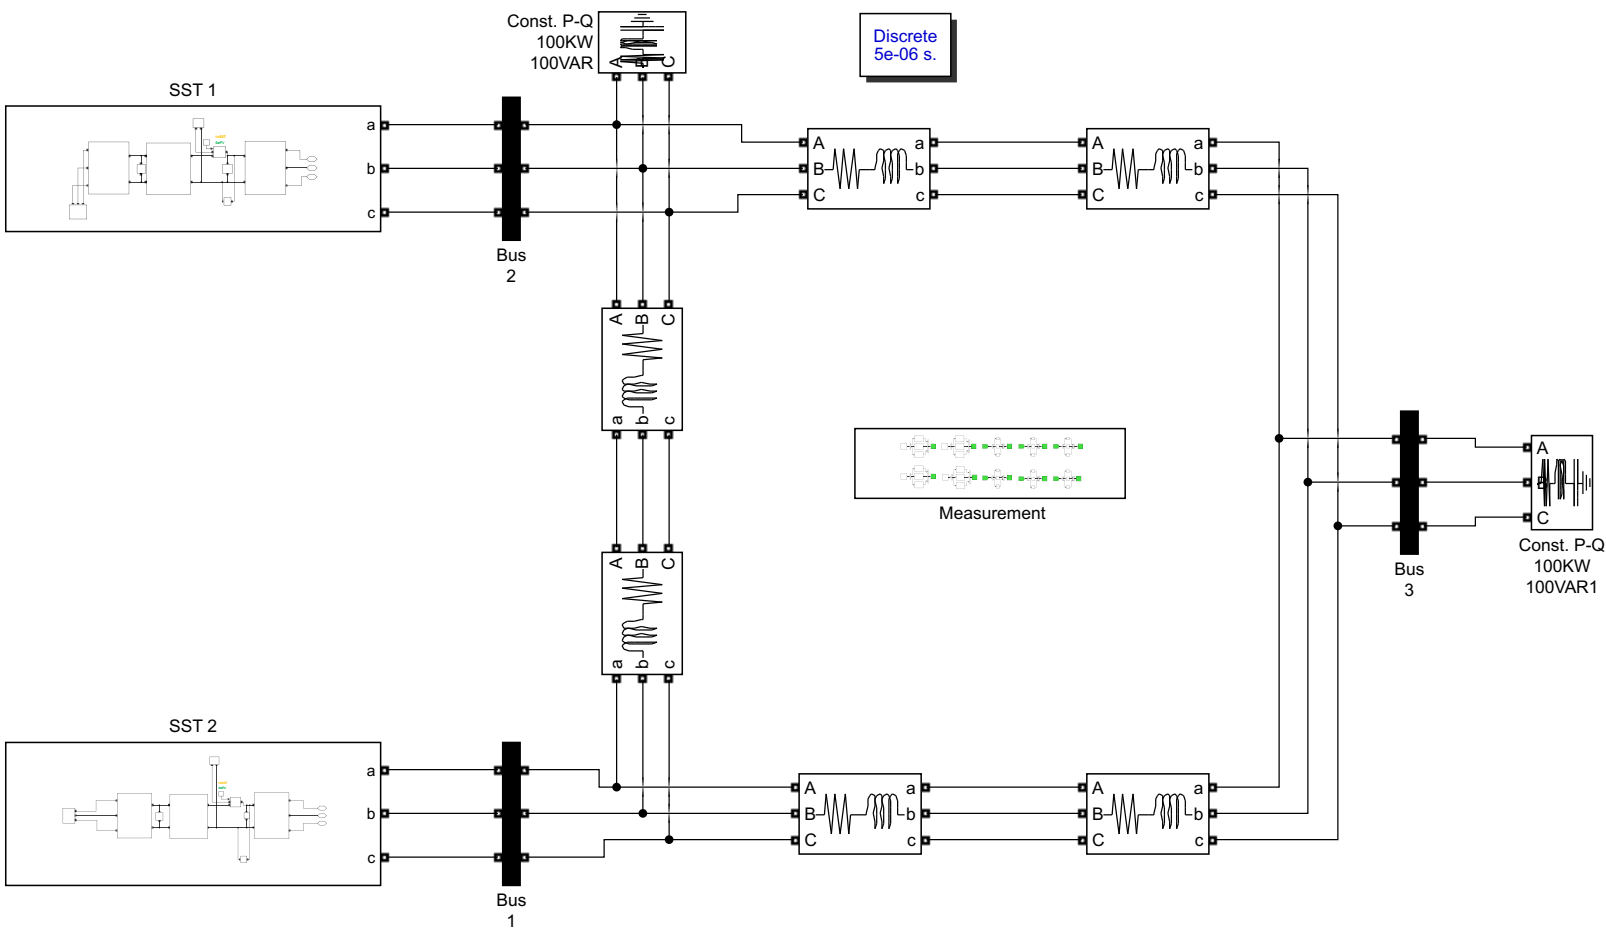 Const. P-Q
100KW
100VAR
A B C
Discrete
5e-06 s.
SST 1
a
b
c
Bus
2
A
B
C
a
b
c
A
B
C
a
b
c
A B C
a b c
Measurement
A
B
C
Const. P-Q
100KW
100VAR1
Bus
3
A B C
a b c
SST 2
a
b
c
Bus
1
A
B
C
a
b
c
A
B
C
a
b
c